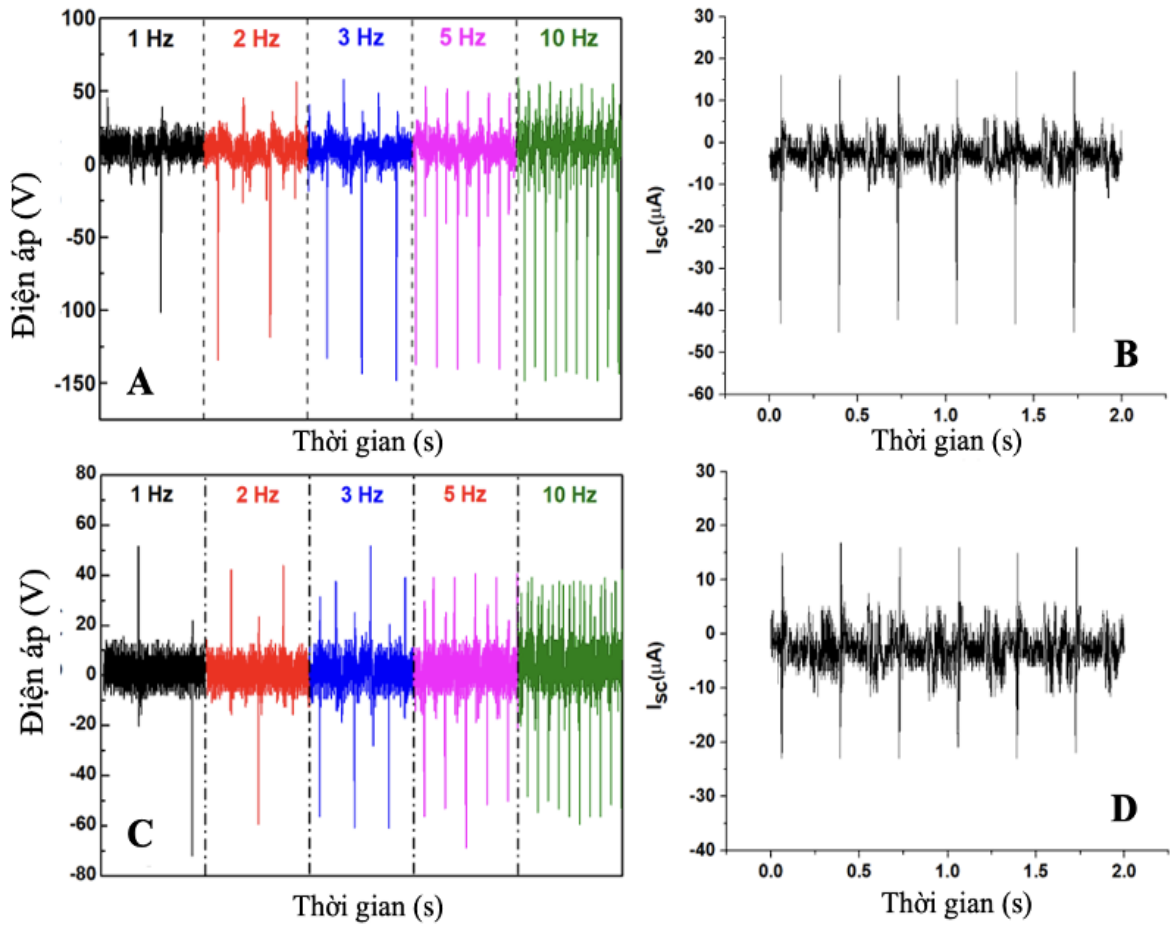 100
50
0
-50
-100
-150
1 Hz
2 Hz
3 Hz
5 Hz
10 Hz
Điện áp (V)
A
Thời gian (s)
30
20
10
0
-10
-20
-30
-40
-50
-60
Isc(μA)
B
0.0
0.5
1.0
1.5
2.0
Thời gian (s)
80
60
40
20
0
-20
-40
-60
-80
1 Hz
2 Hz
3 Hz
5 Hz
10 Hz
Điện áp (V)
C
Thời gian (s)
30
20
10
0
-10
-20
-30
-40
Isc(μA)
D
0.0
0.5
1.0
1.5
2.0
Thời gian (s)